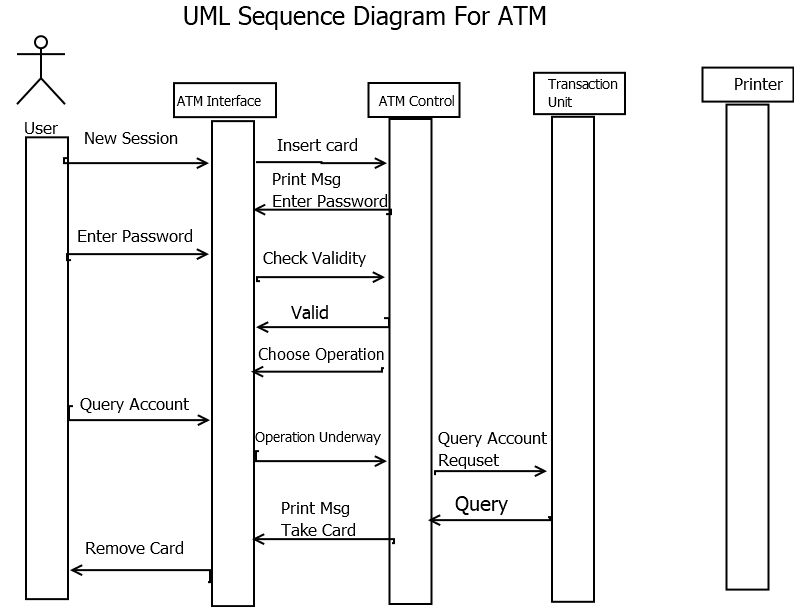 UML Sequence Diagram For ATM
User
ATM Interface
ATM Control
Transaction
Unit
Printer
New Session
Insert card
Print Msg
Enter Password
Enter Password
Check Validity
Valid
Choose Operation
Query Account
Operation Underway
Query Account
Requset
Query
Print Msg
Take Card
Remove Card